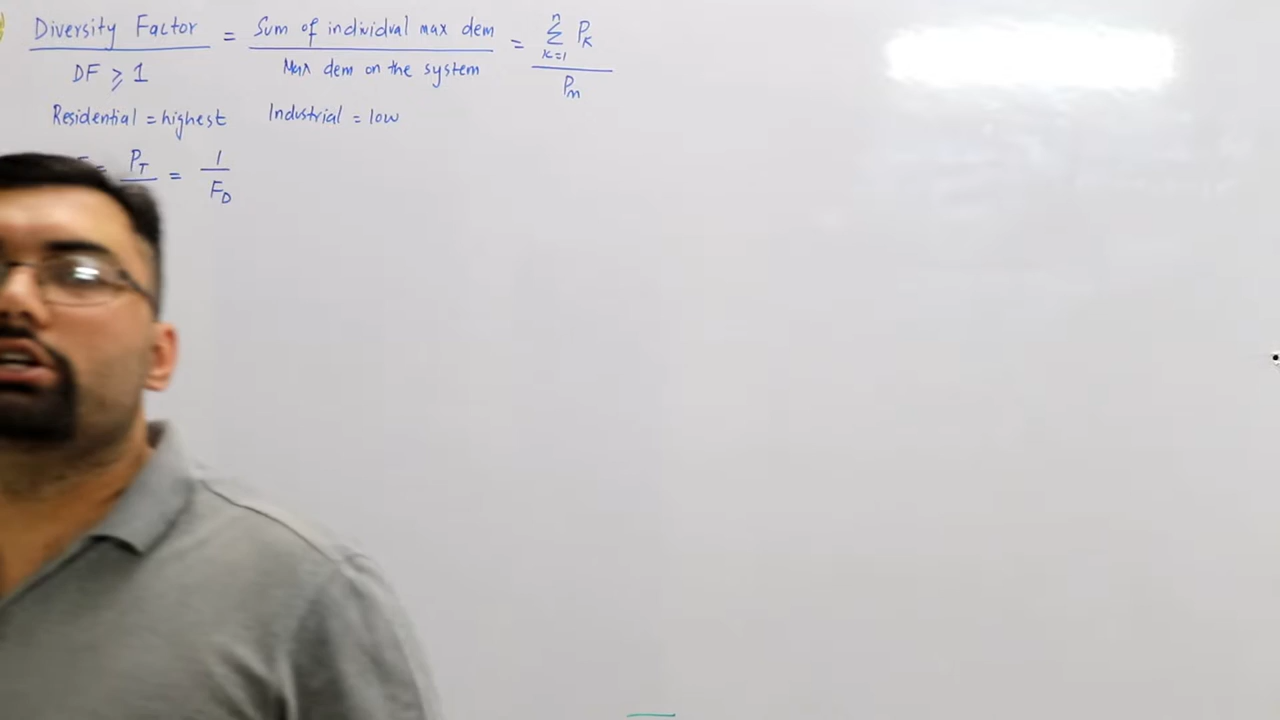 Diversity Factor = Sum of individval max dem / Max dem on the system = n Σ k=1 Pk / Pm
DF ⩾ 1
Residential = highest Industrial = low
= PT = 1 / FD